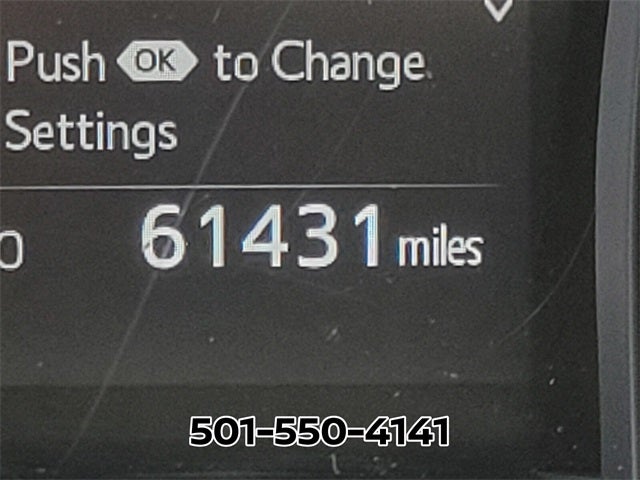 Push OK to Change
Settings
O 61431 miles
501-550-4141